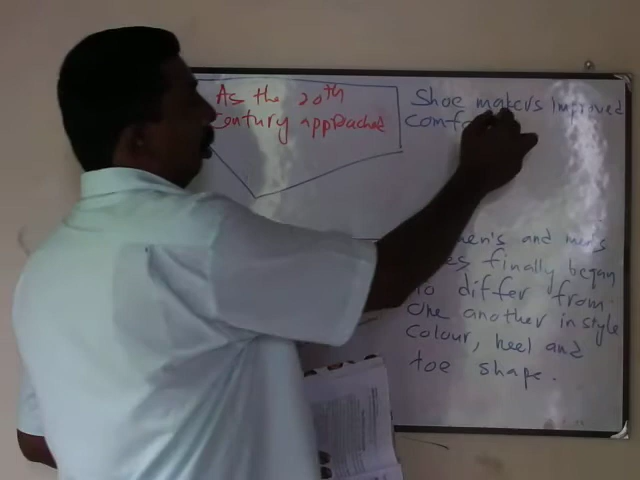 As the 20th
Century approached
Shoe makers improved
comfo
men's and men's
es finally began
to differ from
one another in style
colour, heel and
toe shape.